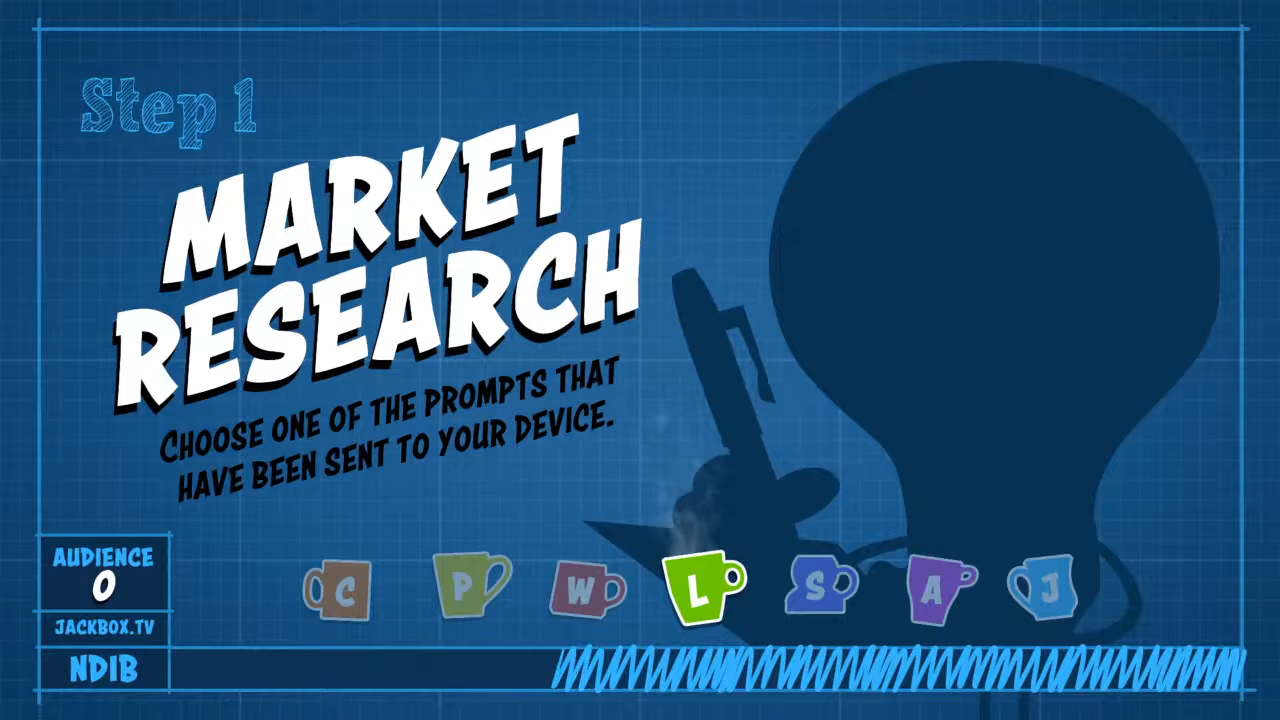 Step 1
MARKET
RESEARCH
CHOOSE ONE OF THE PROMPTS THAT
HAVE BEEN SENT TO YOUR DEVICE.
AUDIENCE
0
JACKBOX.TV
NDIB
C P W L S A J